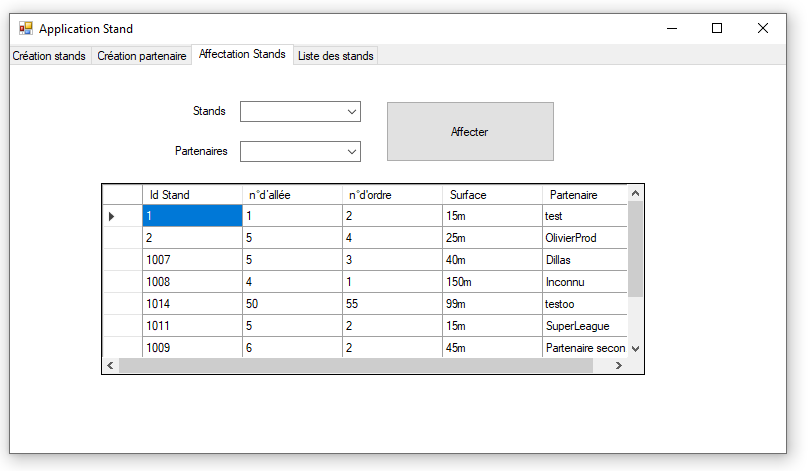 Application Stand
Création stands Création partenaire Affectation Stands Liste des stands
Stands
Affecter
Partenaires
Id Stand n°d'allée n°d'ordre Surface Partenaire
1 1 2 15m test
2 5 4 25m OlivierProd
1007 5 3 40m Dillas
1008 4 1 150m Inconnu
1014 50 55 99m testoo
1011 5 2 15m SuperLeague
1009 6 2 45m Partenaire secon